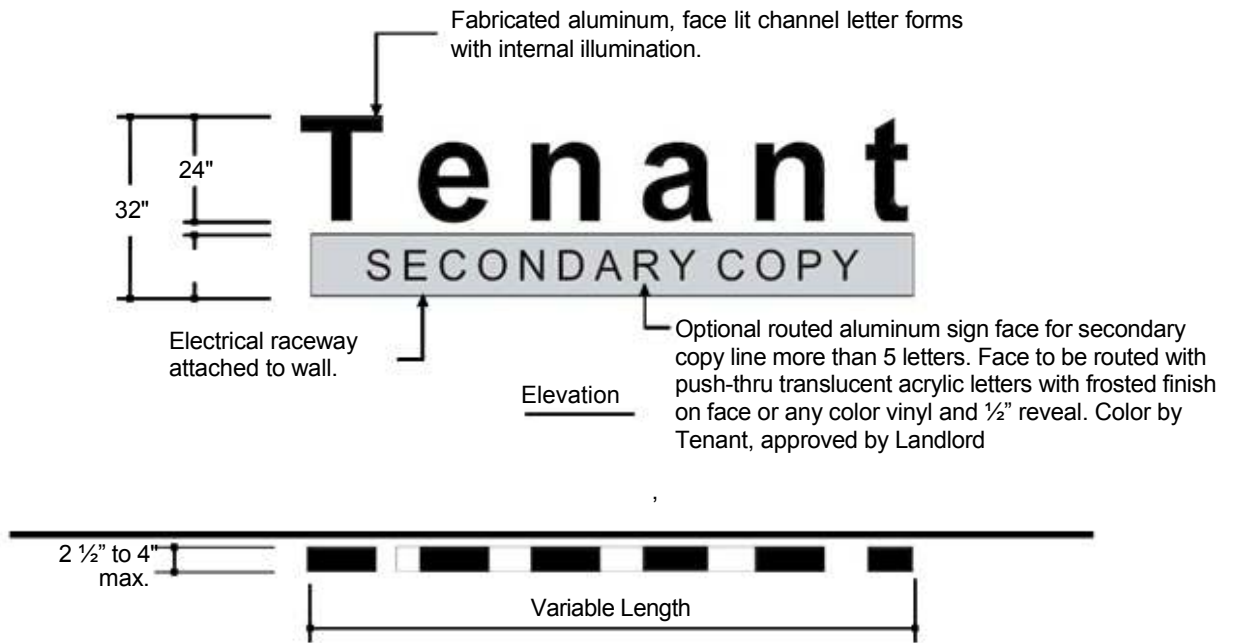 Fabricated aluminum, face lit channel letter forms
with internal illumination.
Tenant
24"
32"
SECONDARY COPY
Electrical raceway
attached to wall.
Optional routed aluminum sign face for secondary
copy line more than 5 letters. Face to be routed with
push-thru translucent acrylic letters with frosted finish
on face or any color vinyl and ½” reveal. Color by
Tenant, approved by Landlord
Elevation
,
2 ½” to 4"
max.
Variable Length